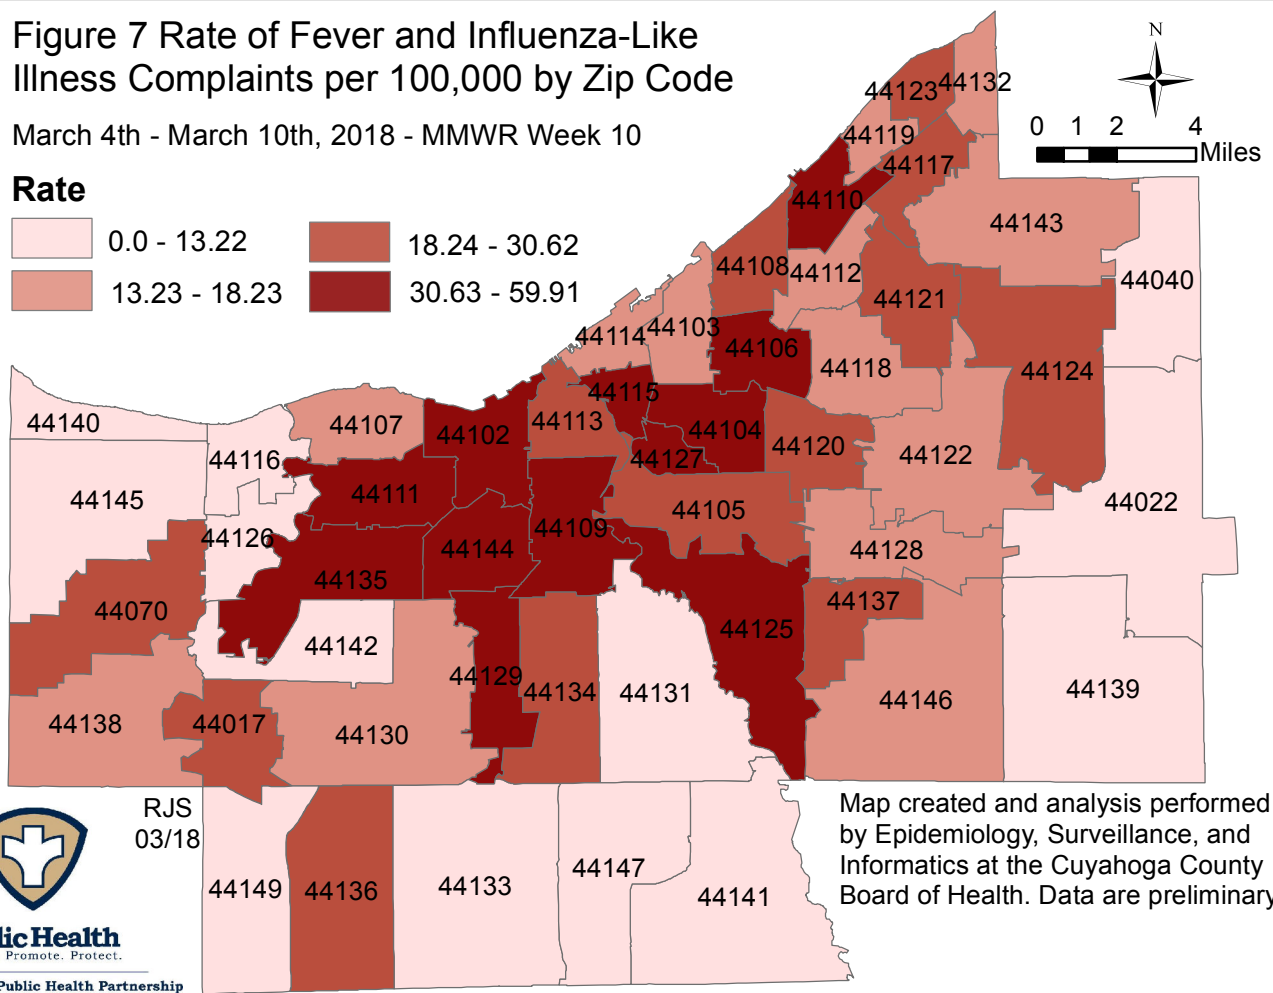 Figure 7 Rate of Fever and Influenza-Like
Illness Complaints per 100,000 by Zip Code
March 4th - March 10th, 2018 - MMWR Week 10
Rate
0.0 - 13.22
13.23 - 18.23
18.24 - 30.62
30.63 - 59.91
N
0 1 2 4
Miles
44123
44132
44119
44117
44110
44143
44108
44112
44040
44121
44114
44103
44106
44118
44124
44115
44140
44107
44102
44113
44104
44120
44116
44127
44122
44145
44111
44022
44105
44126
44109
44144
44128
44135
44070
44137
44125
44142
44129
44134
44131
44139
44146
44138
44017
44130
RJS
03/18
44149
44136
44133
44147
44141
Map created and analysis performed
by Epidemiology, Surveillance, and
Informatics at the Cuyahoga County
Board of Health. Data are preliminary
lic Health
Promote. Protect.
Public Health Partnership